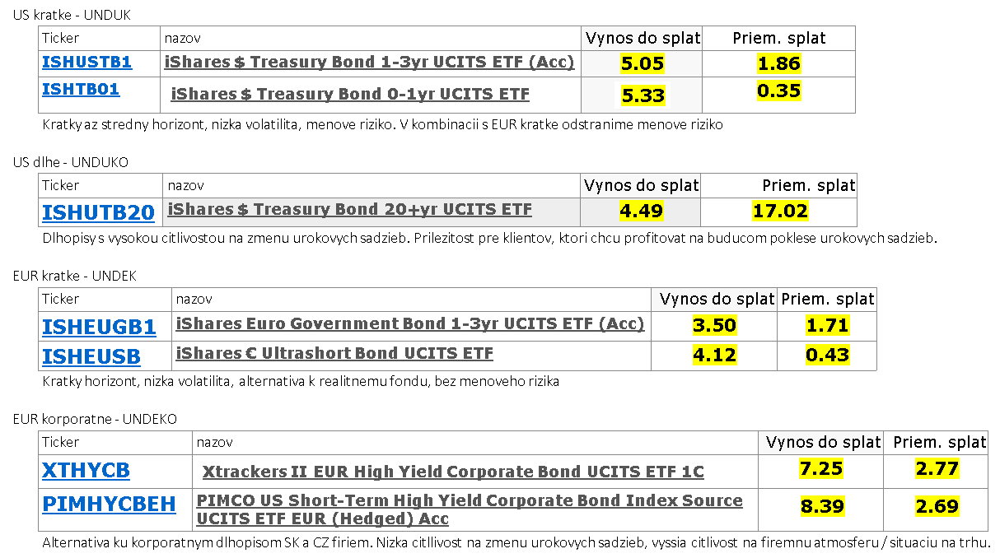 US kratke - UNDUK
Ticker nazov Vynos do splat Priem. splat
ISHUSTB1 iShares $ Treasury Bond 1-3yr UCITS ETF (Acc) 5.05 1.86
ISHTB01 iShares $ Treasury Bond 0-1yr UCITS ETF 5.33 0.35
Kratky az stredny horizont, nizka volatilita, menove riziko. V kombinacii s EUR kratke odstranime menove riziko
US dlhe - UNDUKO
Ticker nazov Vynos do splat Priem. splat
ISHUTB20 iShares $ Treasury Bond 20+yr UCITS ETF 4.49 17.02
Dlhopisy s vysokou citlivostou na zmenu urokovych sadzieb. Prilezitost pre klientov, ktori chcu profitovat na buducom poklese urokovych sadzieb.
EUR kratke - UNDEK
Ticker nazov Vynos do splat Priem. splat
ISHEUGB1 iShares Euro Government Bond 1-3yr UCITS ETF (Acc) 3.50 1.71
ISHEUSB iShares € Ultrashort Bond UCITS ETF 4.12 0.43
Kratky horizont, nizka volatilita, alternativa k realitnemu fondu, bez menoveho rizika
EUR korporatne - UNDEKO
Ticker nazov Vynos do splat Priem. splat
XTHYCB Xtrackers II EUR High Yield Corporate Bond UCITS ETF 1C 7.25 2.77
PIMHYCBEH PIMCO US Short-Term High Yield Corporate Bond Index Source 8.39 2.69
UCITS ETF EUR (Hedged) Acc
Alternativa ku korporatnym dlhopisom SK a CZ firiem. Nizka citllivost na zmenu urokovych sadzieb, vyssia citlivost na firemnu atmosferu / situaciu na trhu.